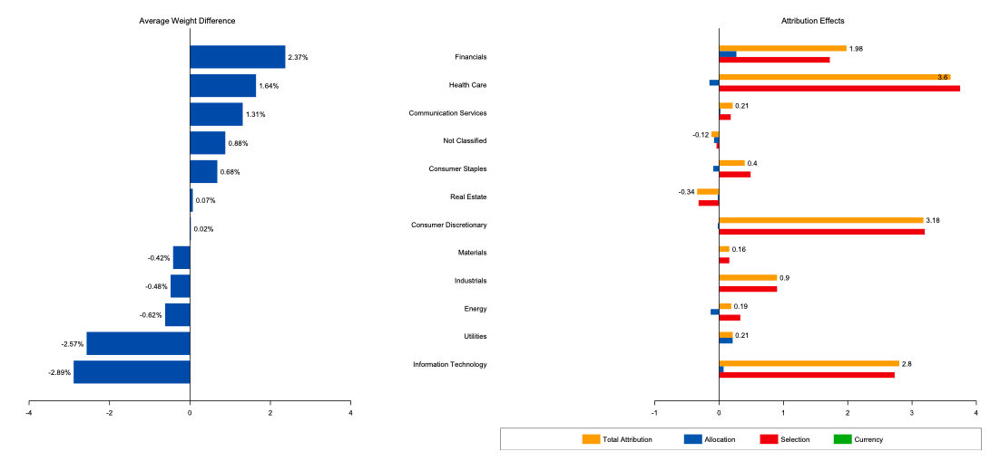 Average Weight Difference
Attribution Effects
2.37%
Financials
1.98
1.64%
Health Care
3.6
1.31%
Communication Services
0.21
0.88%
Not Classified
-0.12
0.68%
Consumer Staples
0.4
0.07%
Real Estate
-0.34
0.02%
Consumer Discretionary
3.18
-0.42%
Materials
0.16
-0.48%
Industrials
0.9
-0.62%
Energy
0.19
-2.57%
Utilities
0.21
-2.89%
Information Technology
2.8
-4 -2 0 2 4
-1 0 1 2 3 4
Total Attribution Allocation Selection Currency